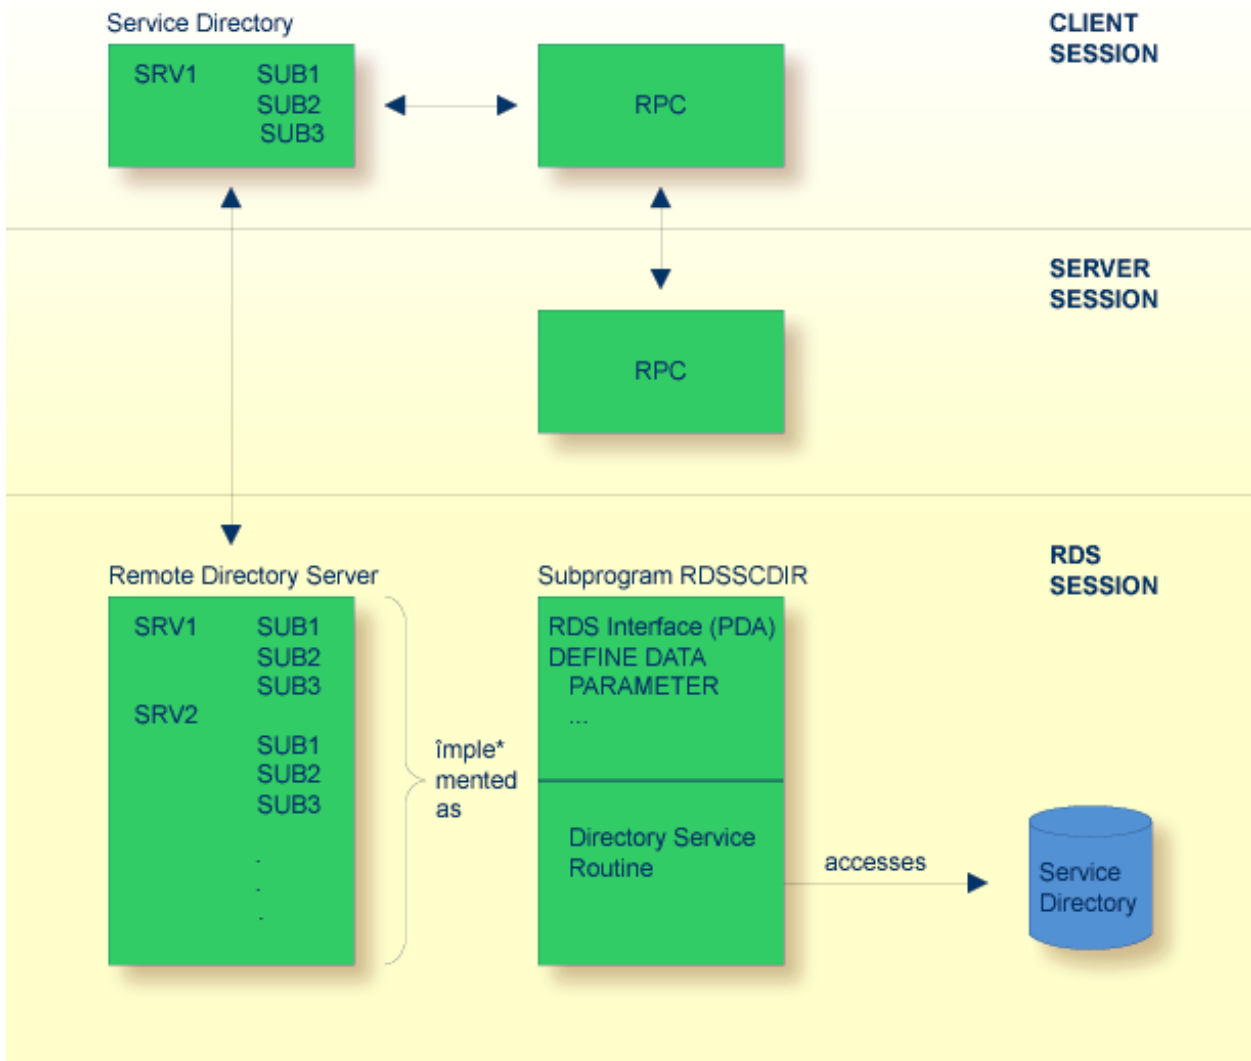 Service Directory
CLIENT
SESSION
SRV1 SUB1
SUB2
SUB3
RPC
SERVER
SESSION
RPC
RDS
SESSION
Remote Directory Server
SRV1 SUB1
SUB2
SUB3
SRV2
SUB1
SUB2
SUB3
.
.
.
împle*
mented
as
Subprogram RDSSCDIR
RDS Interface (PDA)
DEFINE DATA
PARAMETER
...
Directory Service
Routine
accesses
Service
Directory